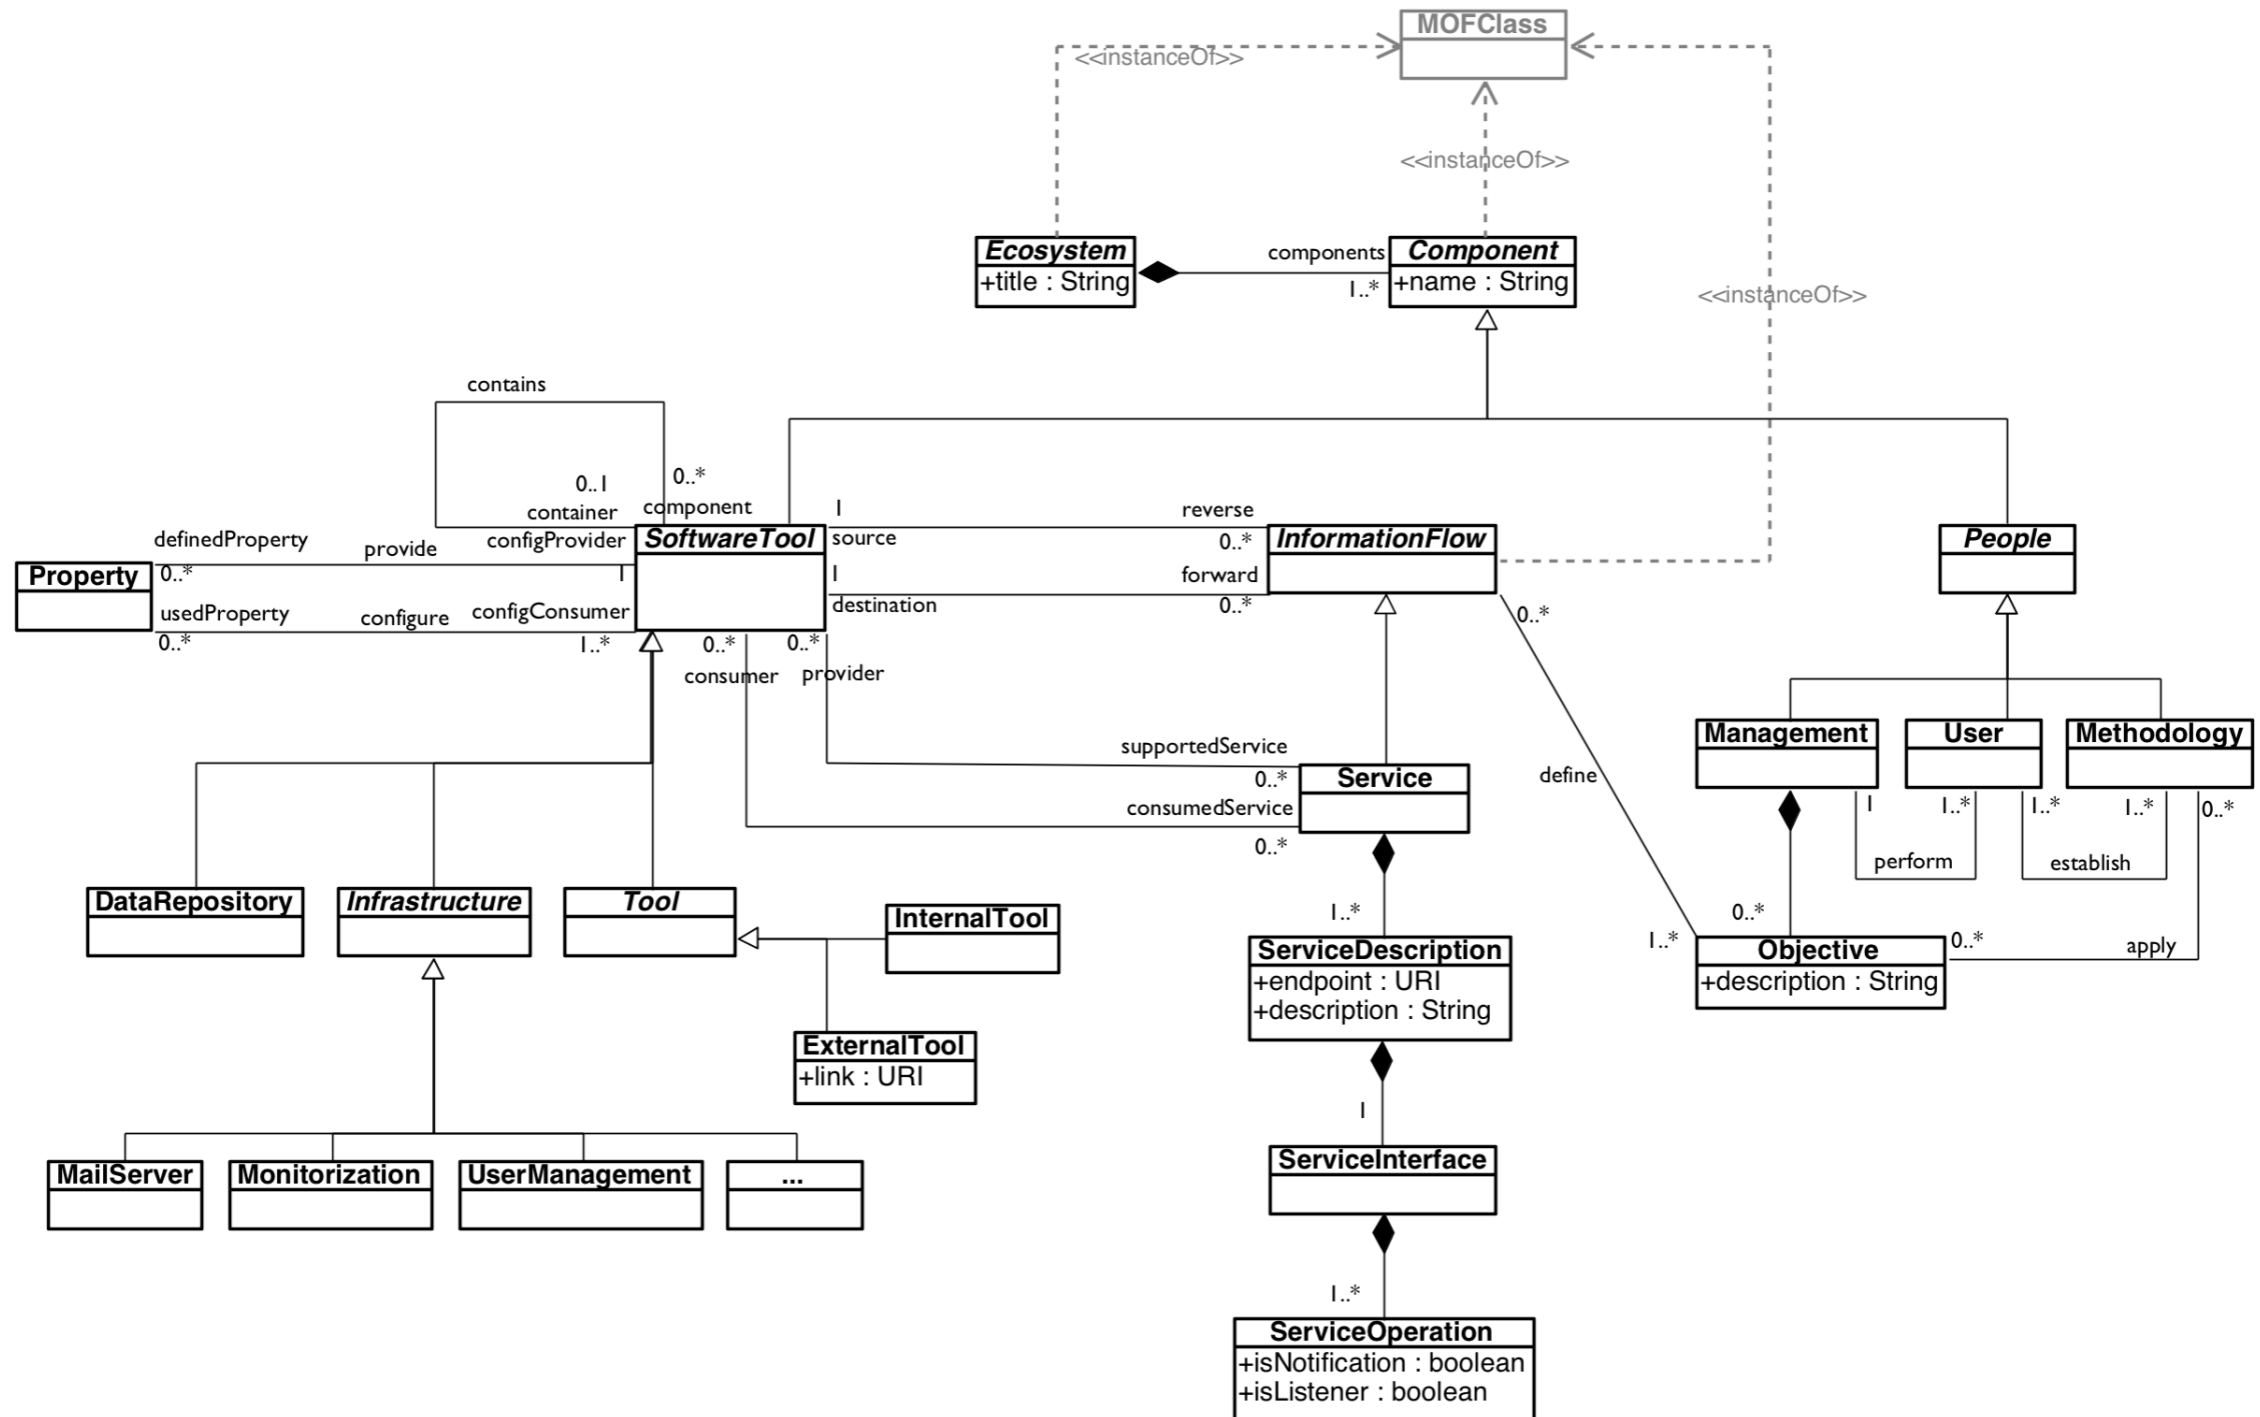 MOFClass
<<instanceOf>>
<<instanceOf>>
<<instanceOf>>
Ecosystem
+title : String
components
1..*
Component
+name : String
contains
0..1
0..*
container
component
definedProperty
provide
configProvider
0..*
1
Property
usedProperty
configure
configConsumer
0..*
1..*
SoftwareTool
1
source
reverse
0..*
1
destination
forward
0..*
InformationFlow
People
0..*
consumer
0..*
provider
0..*
define
1..*
supportedService
0..*
consumedService
0..*
Service
Management
User
Methodology
1
1..*
perform
1..*
1..*
establish
0..*
0..*
0..*
apply
DataRepository
Infrastructure
Tool
InternalTool
ExternalTool
+link : URI
1..*
ServiceDescription
+endpoint : URI
+description : String
Objective
+description : String
1
ServiceInterface
MailServer
Monitorization
UserManagement
...
1..*
ServiceOperation
+isNotification : boolean
+isListener : boolean